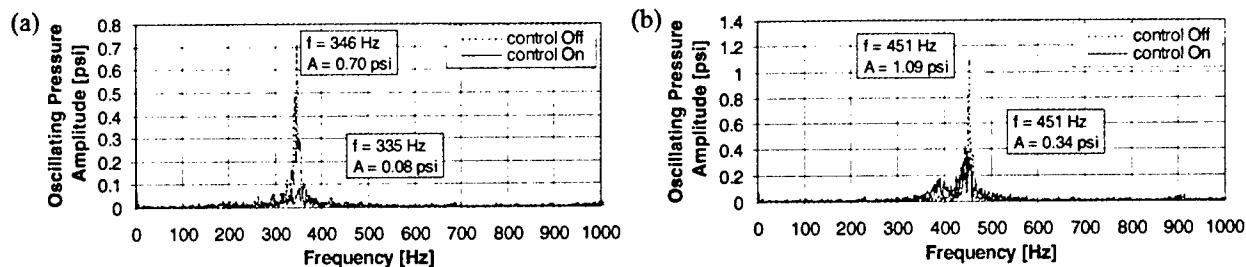 (a)
Oscillating Pressure
Amplitude [psi]
0.8
0.7
0.6
0.5
0.4
0.3
0.2
0.1
0
f = 346 Hz
A = 0.70 psi
control Off
control On
f = 335 Hz
A = 0.08 psi
0 100 200 300 400 500 600 700 800 900 1000
Frequency [Hz]
(b)
Oscillating Pressure
Amplitude [psi]
1.4
1.2
1
0.8
0.6
0.4
0.2
0
f = 451 Hz
A = 1.09 psi
control Off
control On
f = 451 Hz
A = 0.34 psi
0 100 200 300 400 500 600 700 800 900 1000
Frequency [Hz]